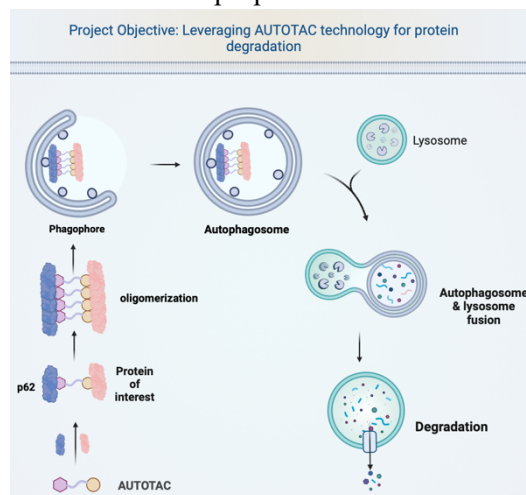 Project Objective: Leveraging AUTOTAC technology for protein
degradation
Lysosome
Phagophore
Autophagosome
oligomerization
Autophagosome
& lysosome
fusion
p62
Protein
of
interest
Degradation
AUTOTAC